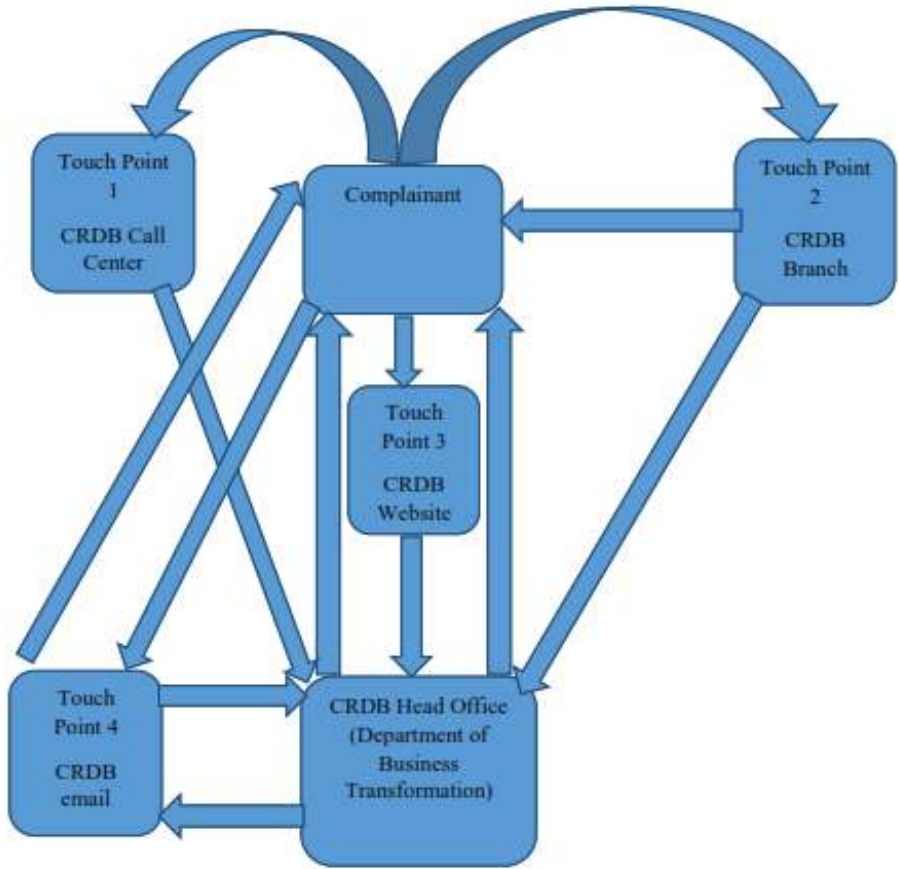 Touch Point
1
CRDB Call
Center
Complainant
Touch Point
2
CRDB
Branch
Touch
Point 3
CRDB
Website
Touch
Point 4
CRDB
email
CRDB Head Office
(Department of
Business
Transformation)